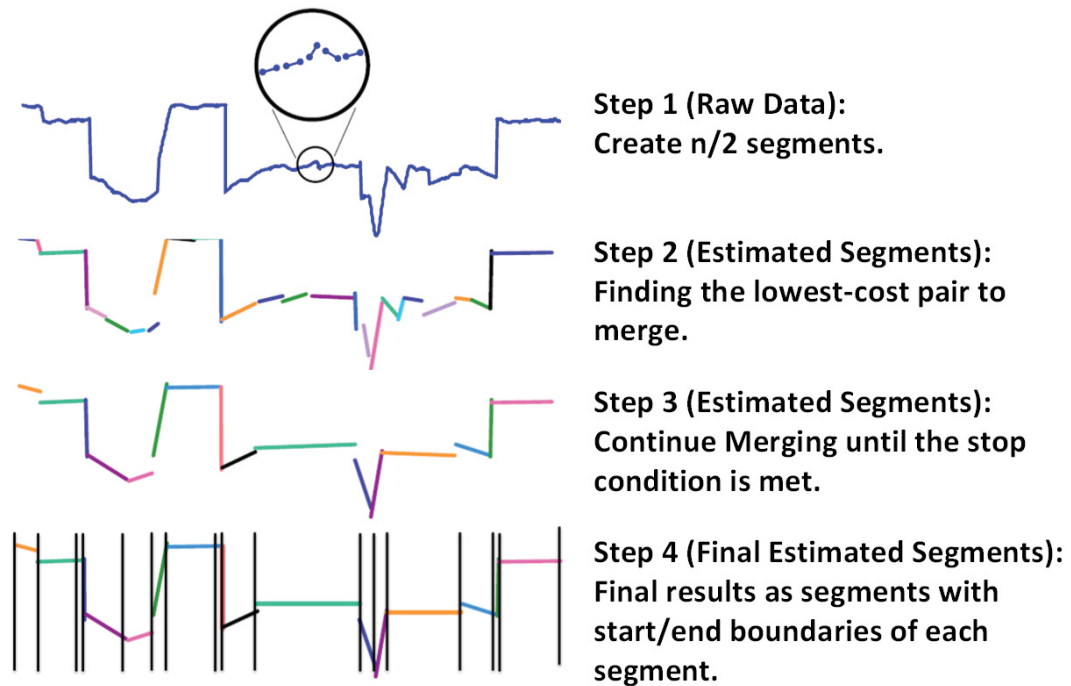 Step 1 (Raw Data):
Create n/2 segments.
Step 2 (Estimated Segments):
Finding the lowest-cost pair to
merge.
Step 3 (Estimated Segments):
Continue Merging until the stop
condition is met.
Step 4 (Final Estimated Segments):
Final results as segments with
start/end boundaries of each
segment.